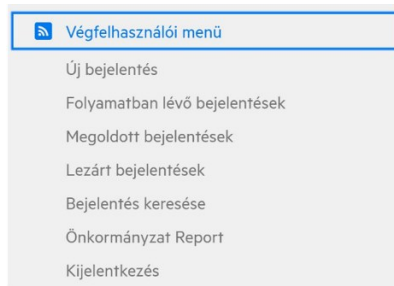 Végfelhasználói menü
Új bejelentés
Folyamatban lévő bejelentések
Megoldott bejelentések
Lezárt bejelentések
Bejelentés keresése
Önkormányzat Report
Kijelentkezés